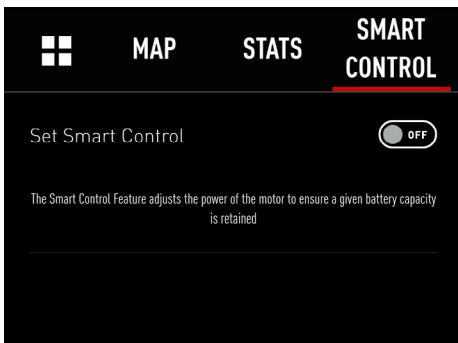 MAP
STATS
SMART
CONTROL
Set Smart Control
OFF
The Smart Control Feature adjusts the power of the motor to ensure a given battery capacity
is retained